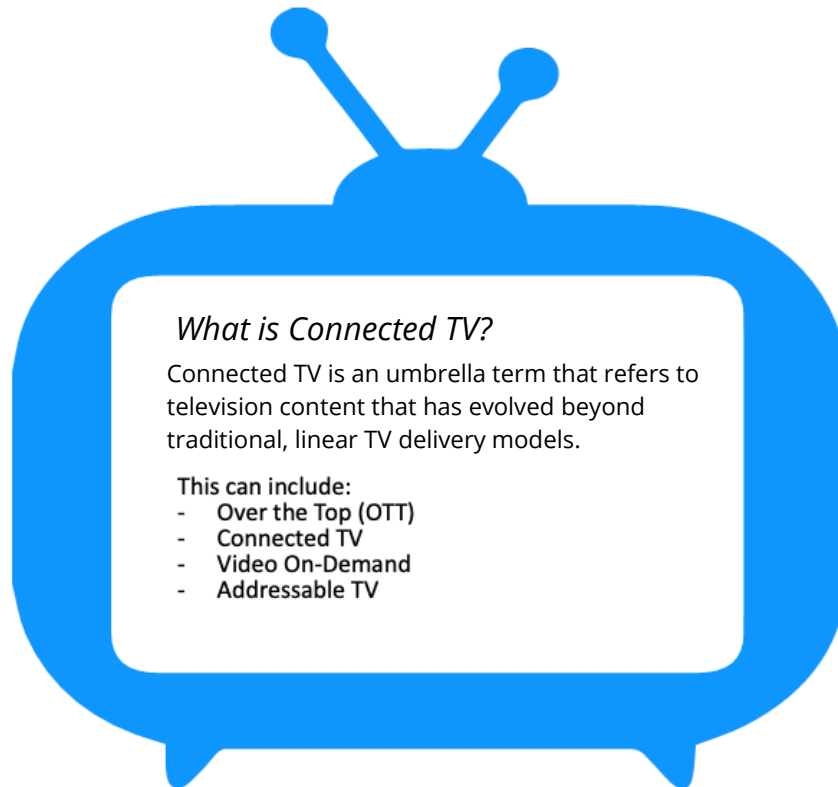 What is Connected TV?
Connected TV is an umbrella term that refers to
television content that has evolved beyond
traditional, linear TV delivery models.
This can include:
- Over the Top (OTT)
- Connected TV
- Video On-Demand
- Addressable TV